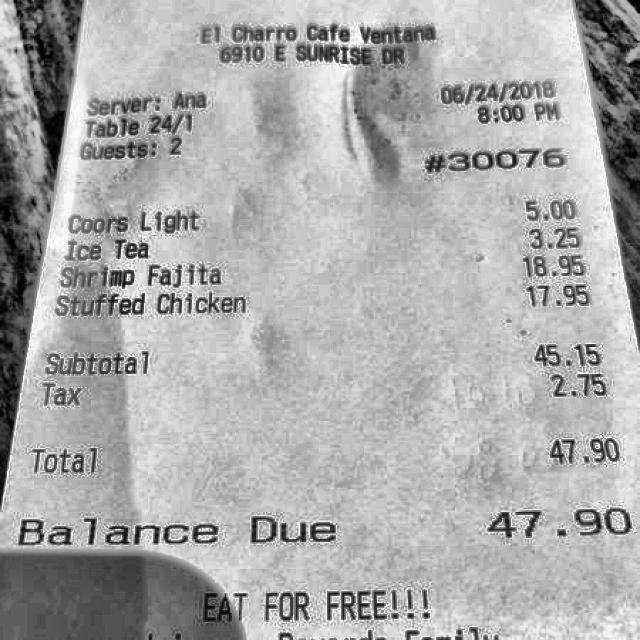 El Charro Cafe Ventana
6910 E SUNRISE DR
Server: Ana 06/24/2018
Table 24/1 8:00 PM
Guests: 2
#30076
Coors Light 5.00
Ice Tea 3.25
Shrimp Fajita 18.95
Stuffed Chicken 17.95
Subtotal 45.15
Tax 2.75
Total 47.90
Balance Due 47.90
EAT FOR FREE!!!
Rewards Family